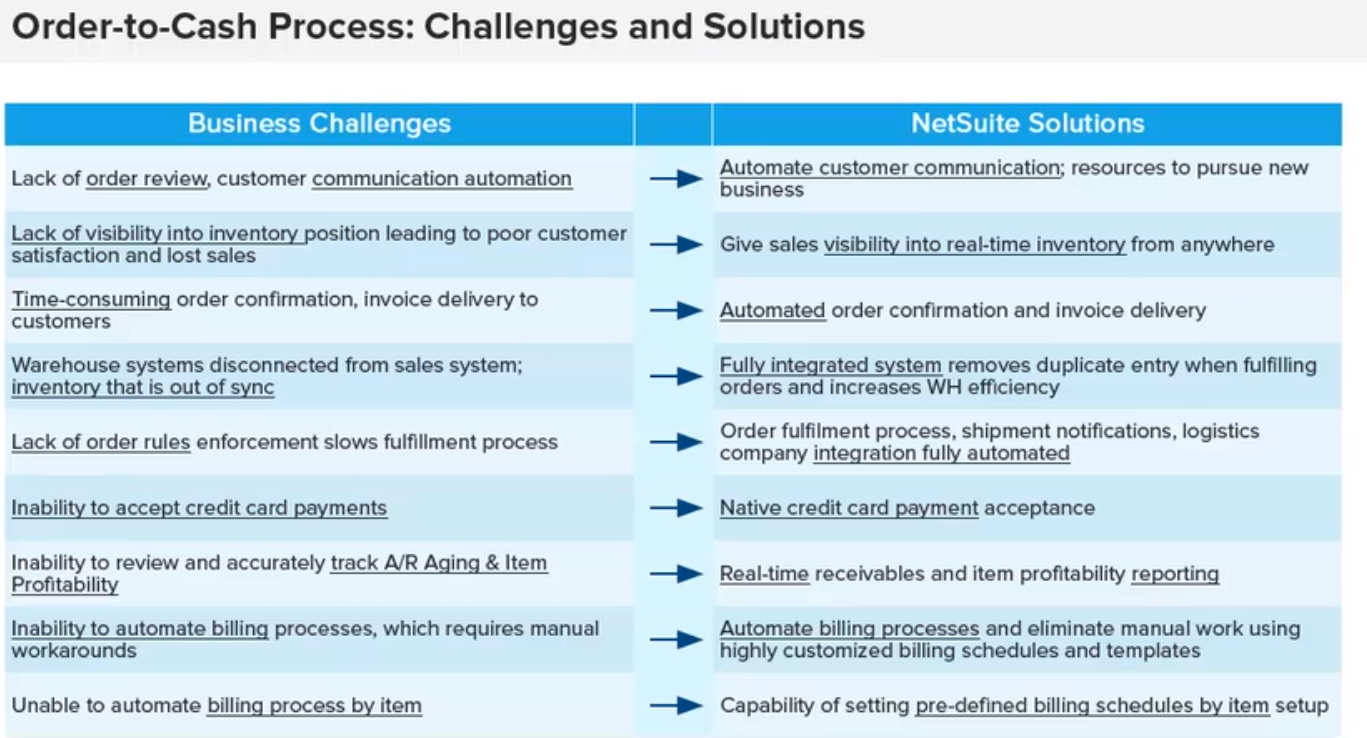 Order-to-Cash Process: Challenges and Solutions
Business Challenges
NetSuite Solutions
Lack of order review, customer communication automation
Automate customer communication; resources to pursue new
business
Lack of visibility into inventory position leading to poor customer
satisfaction and lost sales
Give sales visibility into real-time inventory from anywhere
Time-consuming order confirmation, invoice delivery to
customers
Automated order confirmation and invoice delivery
Warehouse systems disconnected from sales system;
inventory that is out of sync
Fully integrated system removes duplicate entry when fulfilling
orders and increases WH efficiency
Lack of order rules enforcement slows fulfillment process
Order fulfilment process, shipment notifications, logistics
company integration fully automated
Inability to accept credit card payments
Native credit card payment acceptance
Inability to review and accurately track A/R Aging & Item
Profitability
Real-time receivables and item profitability reporting
Inability to automate billing processes, which requires manual
workarounds
Automate billing processes and eliminate manual work using
highly customized billing schedules and templates
Unable to automate billing process by item
Capability of setting pre-defined billing schedules by item setup